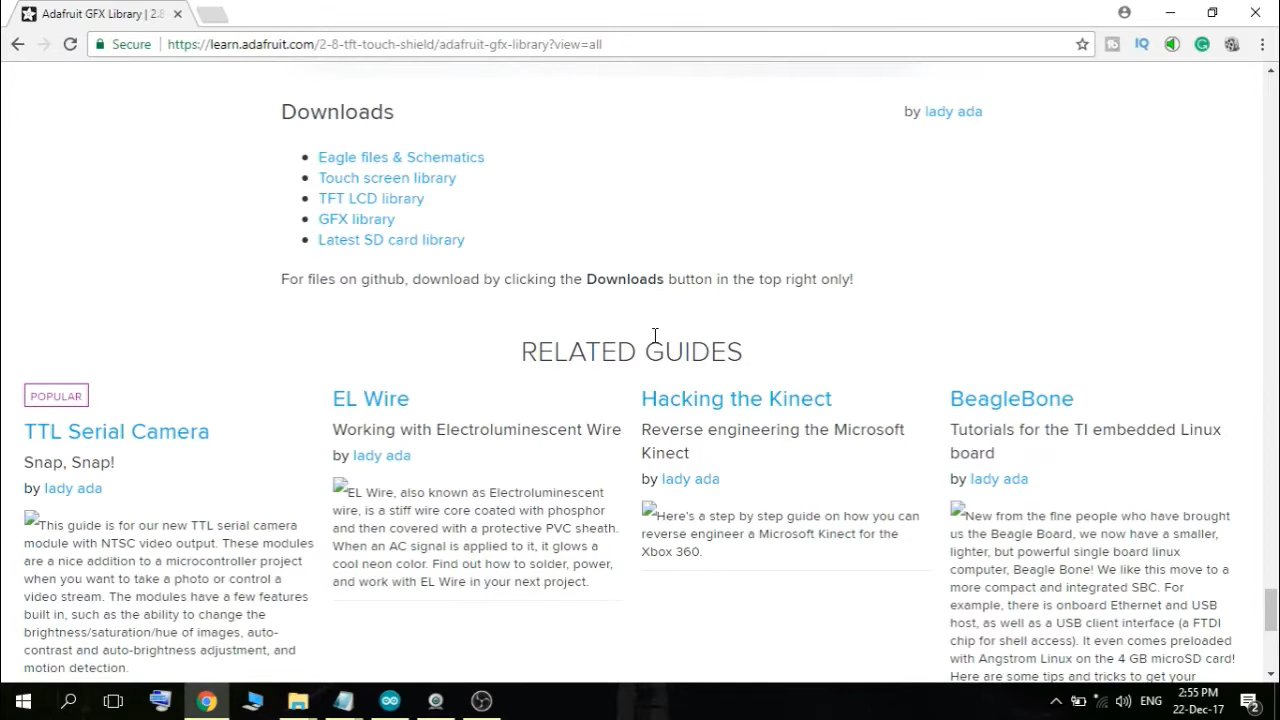 Adafruit GFX Library | 2.8
Secure
https://learn.adafruit.com/2-8-tft-touch-shield/adafruit-gfx-library?view=all
IQ
Downloads
by lady ada
Eagle files & Schematics
Touch screen library
TFT LCD library
GFX library
Latest SD card library
For files on github, download by clicking the Downloads button in the top right only!
RELATED GUIDES
POPULAR
TTL Serial Camera
Snap, Snap!
by lady ada
This guide is for our new TTL serial camera
module with NTSC video output. These modules
are a nice addition to a microcontroller project
when you want to take a photo or control a
video stream. The modules have a few features
built in, such as the ability to change the
brightness/saturation/hue of images, auto-
contrast and auto-brightness adjustment, and
motion detection.
EL Wire
Working with Electroluminescent Wire
by lady ada
EL Wire, also known as Electroluminescent
wire, is a stiff wire core coated with phosphor
and then covered with a protective PVC sheath.
When an AC signal is applied to it, it glows a
cool neon color. Find out how to solder, power,
and work with EL Wire in your next project.
Hacking the Kinect
Reverse engineering the Microsoft
Kinect
by lady ada
Here's a step by step guide on how you can
reverse engineer a Microsoft Kinect for the
Xbox 360.
BeagleBone
Tutorials for the TI embedded Linux
board
by lady ada
New from the fine people who have brought
us the Beagle Board, we now have a smaller,
lighter, but powerful single board linux
computer, Beagle Bone! We like this move to a
more compact and integrated SBC. For
example, there is onboard Ethernet and USB
host, as well as a USB client interface (a FTDI
chip for shell access). It even comes preloaded
with Angstrom Linux on the 4 GB microSD card!
Here are some tips and tricks to get your
ENG
2:55 PM
22-Dec-17
2